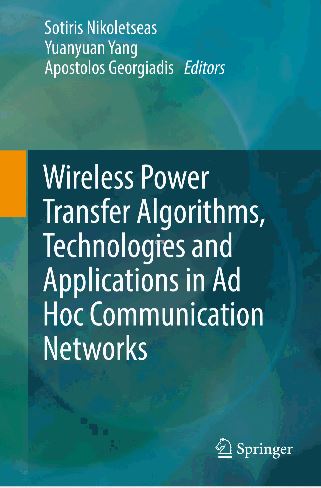 Sotiris Nikoletseas
Yuanyuan Yang
Apostolos Georgiadis Editors
Wireless Power
Transfer Algorithms,
Technologies and
Applications in Ad
Hoc Communication
Networks
Springer